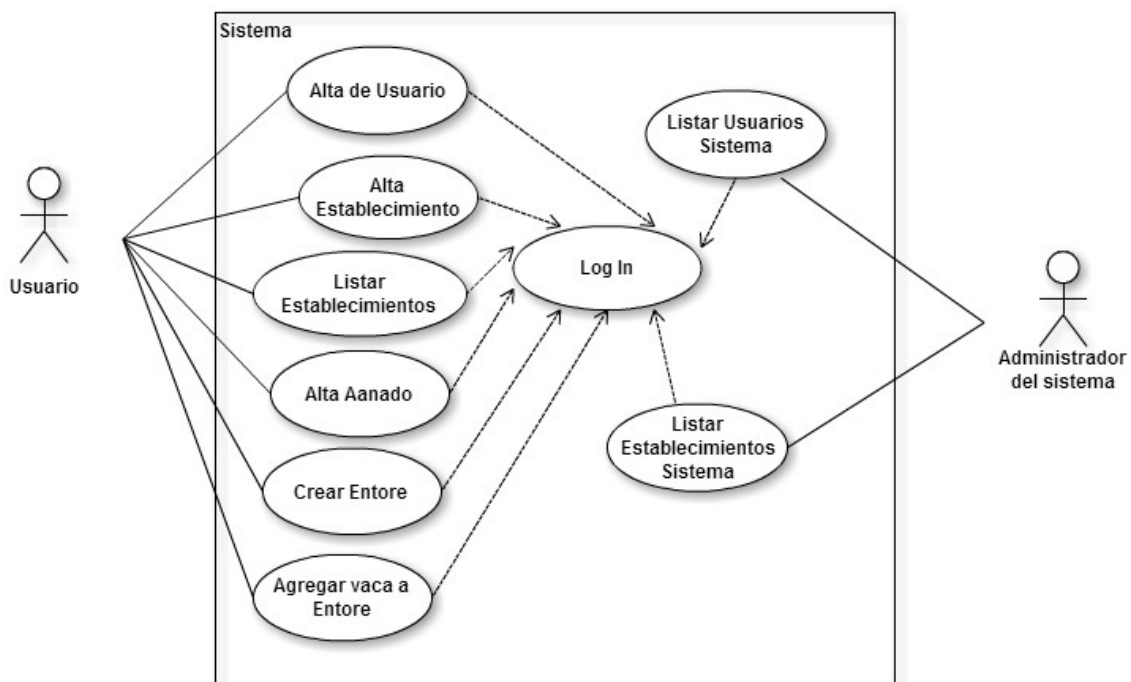 Sistema
Alta de Usuario
Listar Usuarios
Sistema
Alta
Establecimiento
Usuario
Listar
Establecimientos
Log In
Administrador
del sistema
Alta Aanado
Listar
Establecimientos
Sistema
Crear Entore
Agregar vaca a
Entore